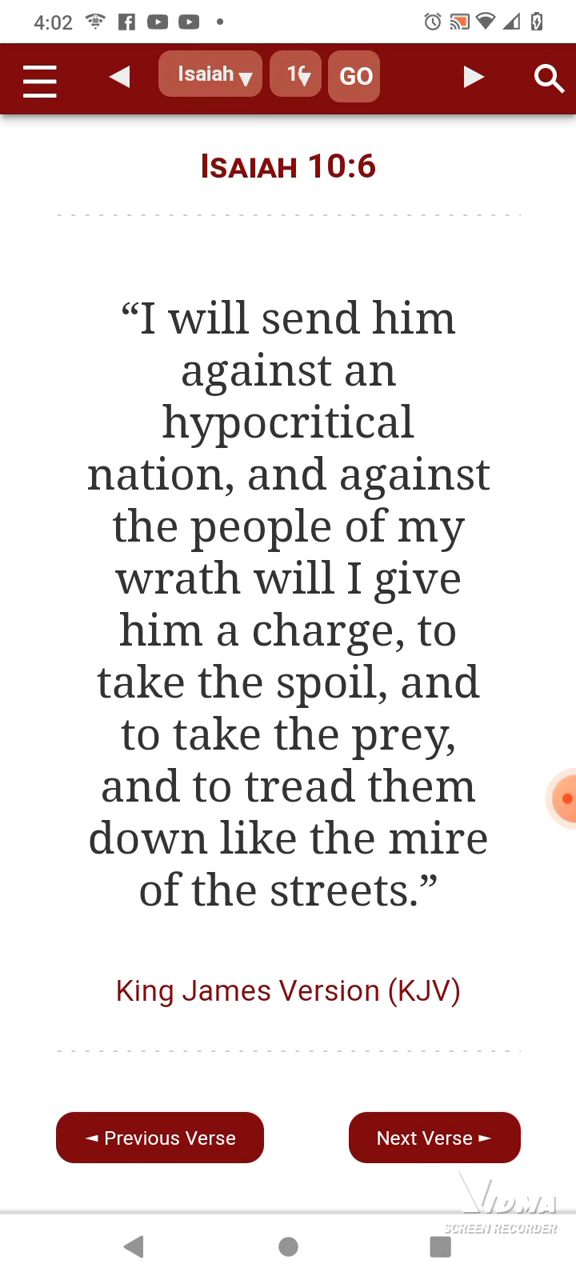 4:02
Isaiah
GO
ISAIAH 10:6
“I will send him
against an
hypocritical
nation, and against
the people of my
wrath will I give
him a charge, to
take the spoil, and
to take the prey,
and to tread them
down like the mire
of the streets.”
King James Version (KJV)
◄ Previous Verse
Next Verse ►
VIDMA
SCREEN RECORDER